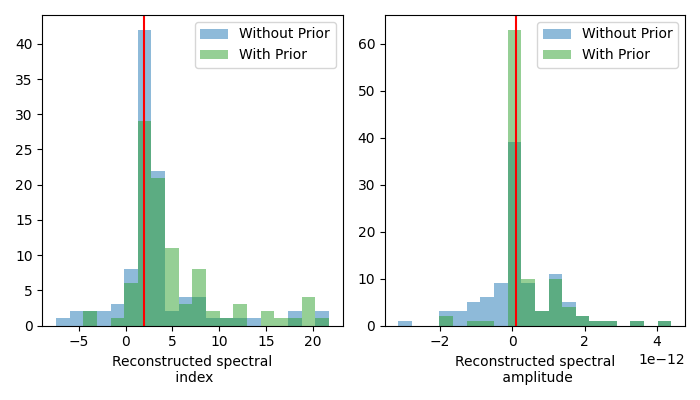 Without Prior
With Prior
40
35
30
25
20
15
10
5
0
−5
0
5
10
15
20
Reconstructed spectral
index
Without Prior
With Prior
60
50
40
30
20
10
0
−2
0
2
4
1e−12
Reconstructed spectral
amplitude